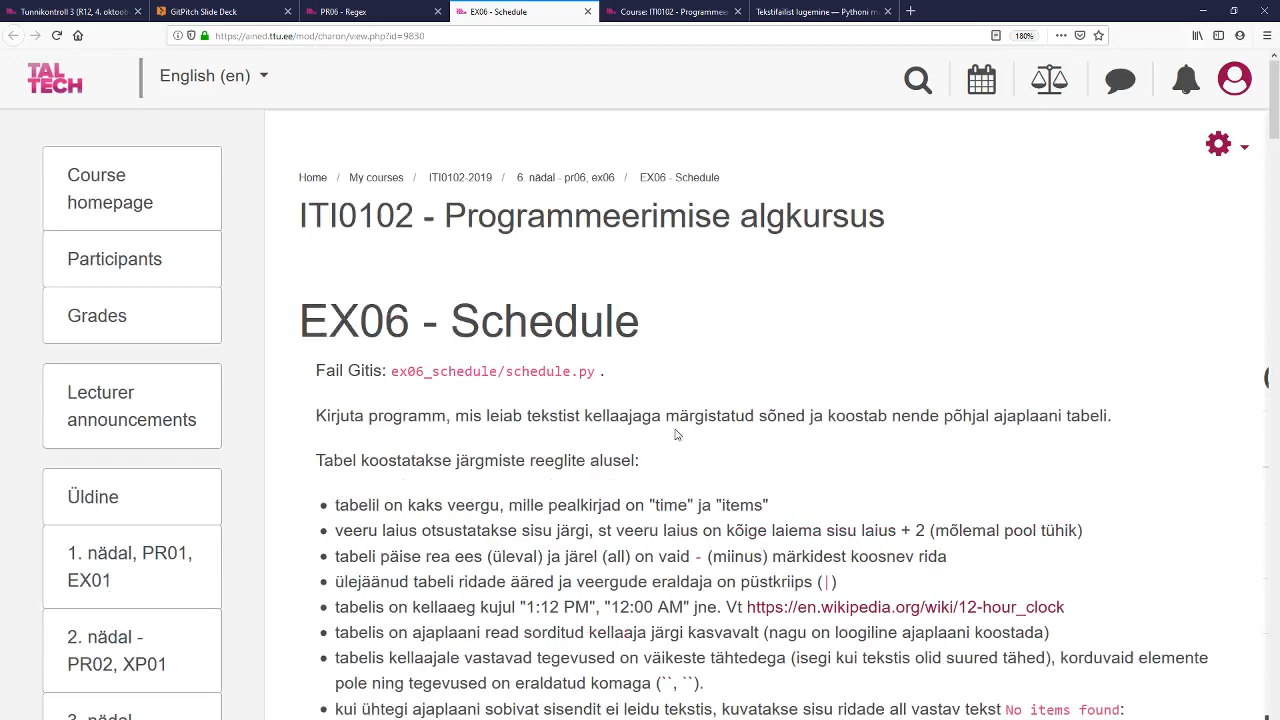 Tunnikontroll 3 (R12, 4. oktoob
GitPitch Slide Deck
PR06 - Regex
EX06 - Schedule
Course: ITI0102 - Programmee
Tekstifailist lugemine — Pythoni m
https://ained.ttu.ee/mod/charon/view.php?id=9830
180%
TAL
TECH
English (en)
Course
homepage
Participants
Grades
Lecturer
announcements
Üldine
1. nädal, PR01,
EX01
2. nädal -
PR02, XP01
3. nädal
Home / My courses / ITI0102-2019 / 6. nädal - pr06, ex06 / EX06 - Schedule
ITI0102 - Programmeerimise algkursus
EX06 - Schedule
Fail Gitis: ex06_schedule/schedule.py .
Kirjuta programm, mis leiab tekstist kellaajaga märgistatud sõned ja koostab nende põhjal ajaplaani tabeli.
Tabel koostatakse järgmiste reeglite alusel:
• tabelil on kaks veergu, mille pealkirjad on "time" ja "items"
• veeru laius otsustatakse sisu järgi, st veeru laius on kõige laiema sisu laius + 2 (mõlemal pool tühik)
• tabeli päise rea ees (üleval) ja järel (all) on vaid - (miinus) märkidest koosnev rida
• ülejäänud tabeli ridade ääred ja veergude eraldaja on püstkriips (|)
• tabelis on kellaaeg kujul "1:12 PM", "12:00 AM" jne. Vt https://en.wikipedia.org/wiki/12-hour_clock
• tabelis on ajaplaani read sorditud kellaaja järgi kasvavalt (nagu on loogiline ajaplaani koostada)
• tabelis kellaajale vastavad tegevused on väikeste tähtedega (isegi kui tekstis olid suured tähed), korduvaid elemente
pole ning tegevused on eraldatud komaga (``, ``).
• kui ühtegi ajaplaani sobivat sisendit ei leidu tekstis, kuvatakse sisu ridade all vastav tekst No items found: